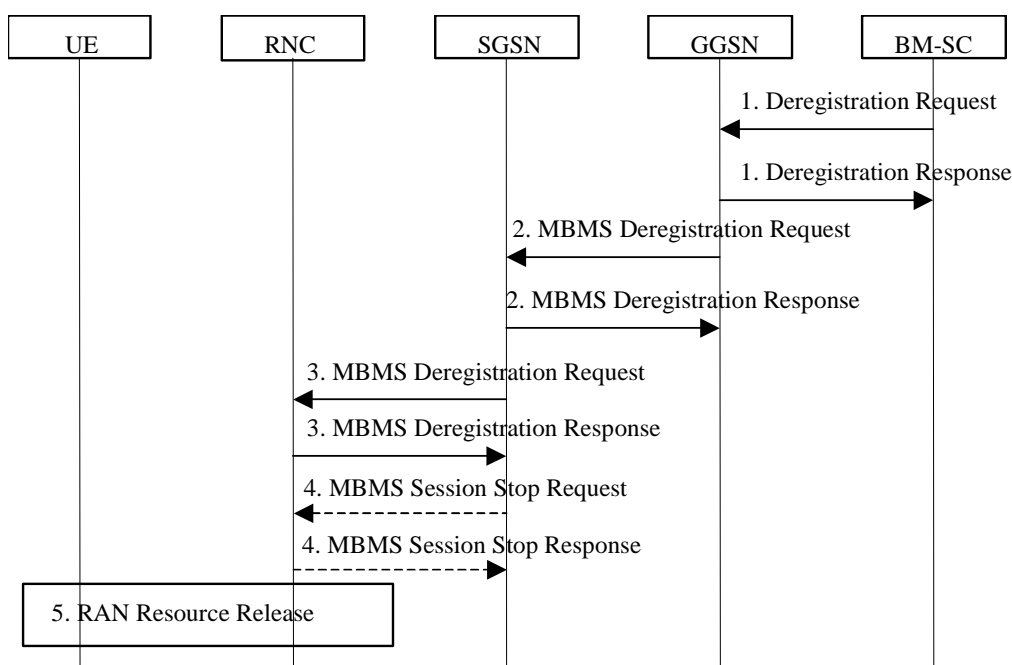 UE
RNC
SGSN
GGSN
BM-SC
1. Deregistration Request
1. Deregistration Response
2. MBMS Deregistration Request
2. MBMS Deregistration Response
3. MBMS Deregistration Request
3. MBMS Deregistration Response
4. MBMS Session Stop Request
4. MBMS Session Stop Response
5. RAN Resource Release